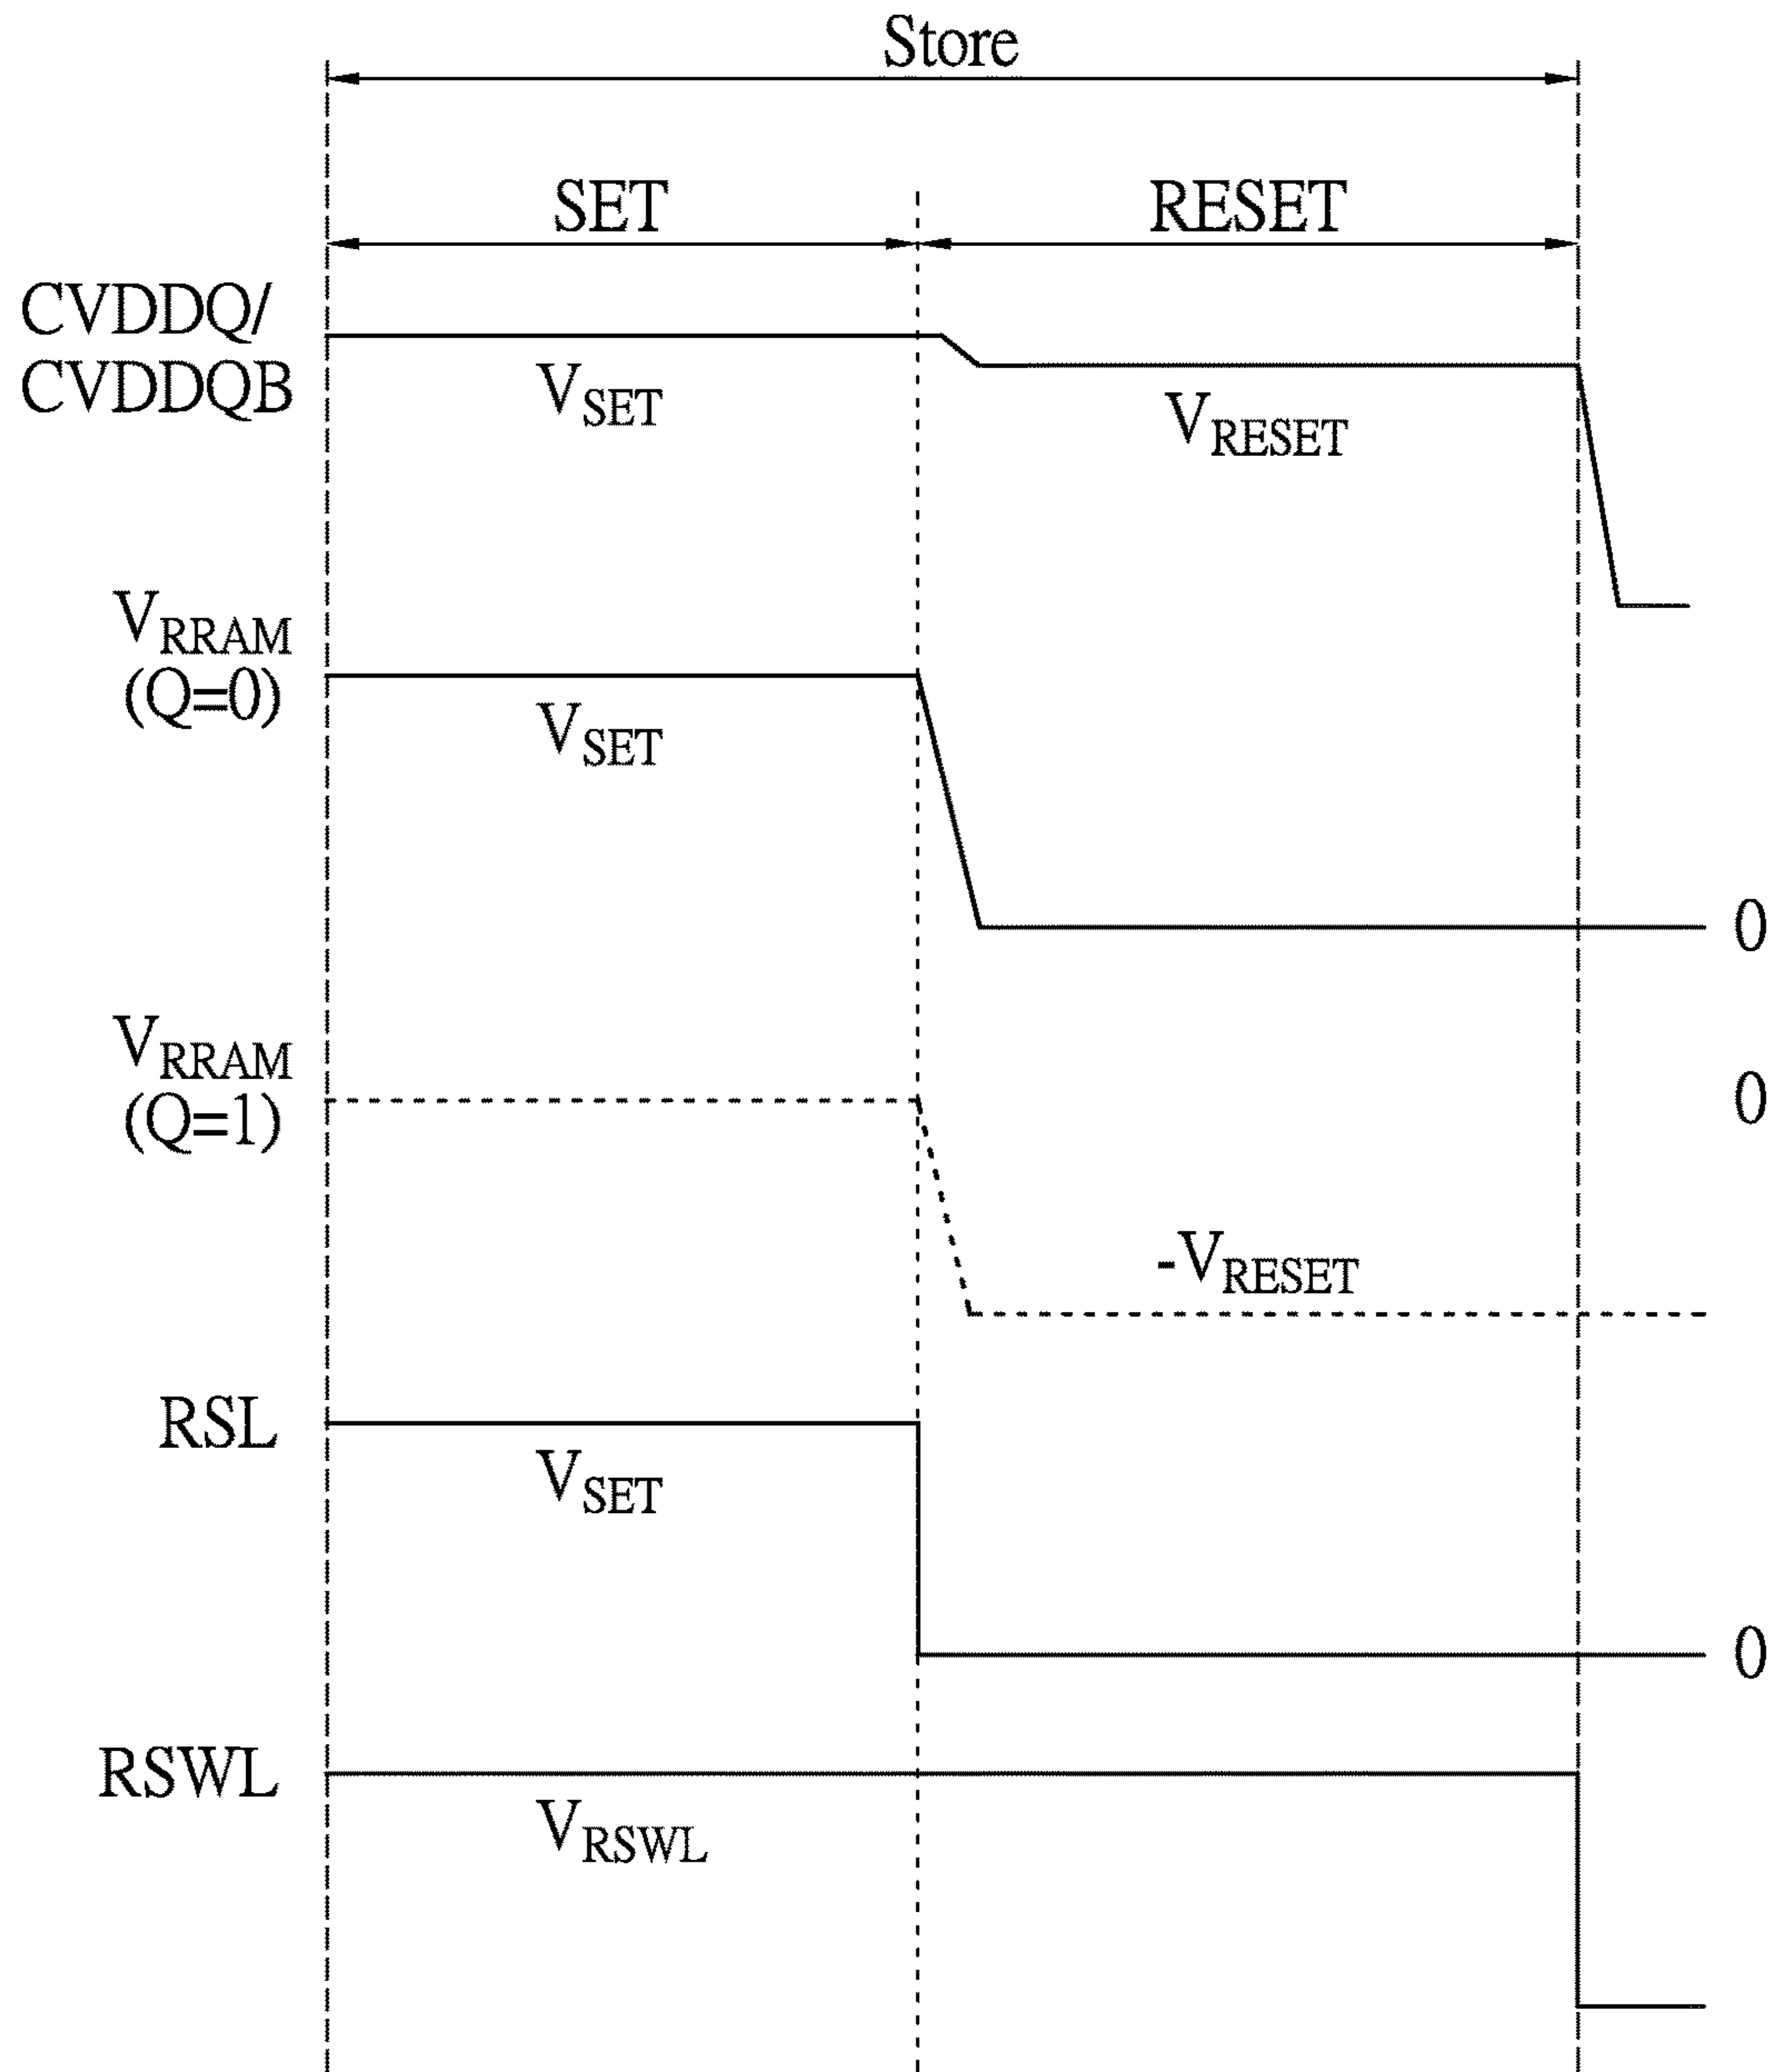 Store
SET RESET
CVDDQ/
CVDDQB
VSET VRESET
VRRAM
(Q=0)
VSET
0
VRRAM
(Q=1)
0
-VRESET
RSL
VSET
0
RSWL
VRSWL